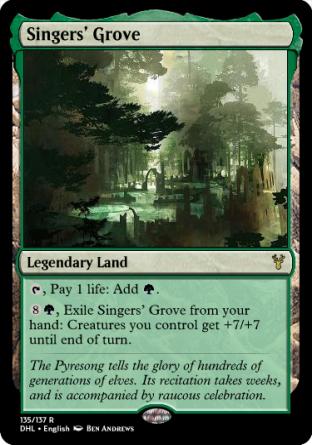 Singers' Grove
Legendary Land
, Pay 1 life: Add .
8 , Exile Singers' Grove from your
hand: Creatures you control get +7/+7
until end of turn.
The Pyresong tells the glory of hundreds of
generations of elves. Its recitation takes weeks,
and is accompanied by raucous celebration.
135/137 R
DHL • English Ben Andrews